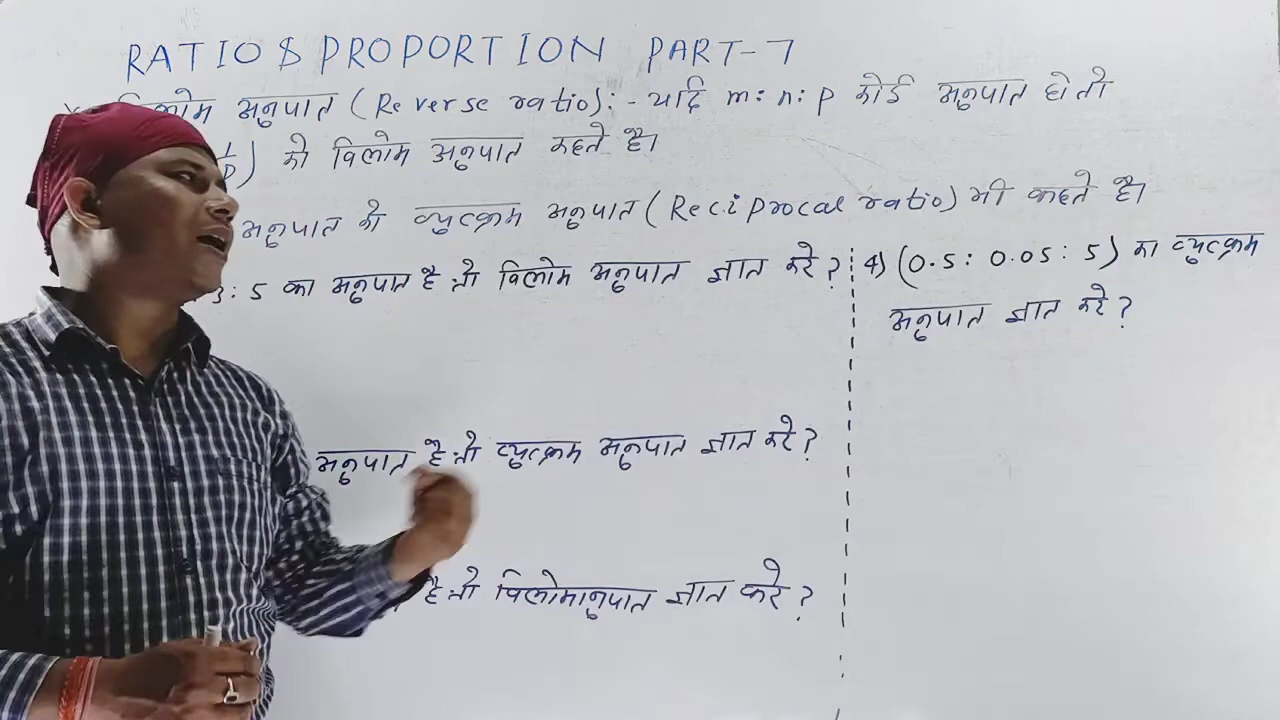 RATIO & PROPORTION PART-7
अनुपात (Reverse ratio):- यदि m:n:p कोई अनुपात हो तो
1/p) को विलोम अनुपात कहते है।
अनुपात को व्युत्क्रम अनुपात (Reciprocal ratio) भी कहते है।
3:5 का अनुपात है तो विलोम अनुपात ज्ञात करे?
4) (0.5:0.05:5) का व्युत्क्रम
अनुपात ज्ञात करे?
अनुपात है तो व्युत्क्रम अनुपात ज्ञात करे?
है तो विलोमानुपात ज्ञात करे?